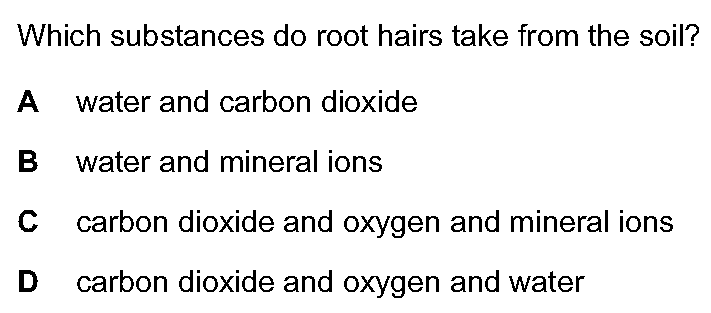 Which substances do root hairs take from the soil?
A water and carbon dioxide
B water and mineral ions
C carbon dioxide and oxygen and mineral ions
D carbon dioxide and oxygen and water